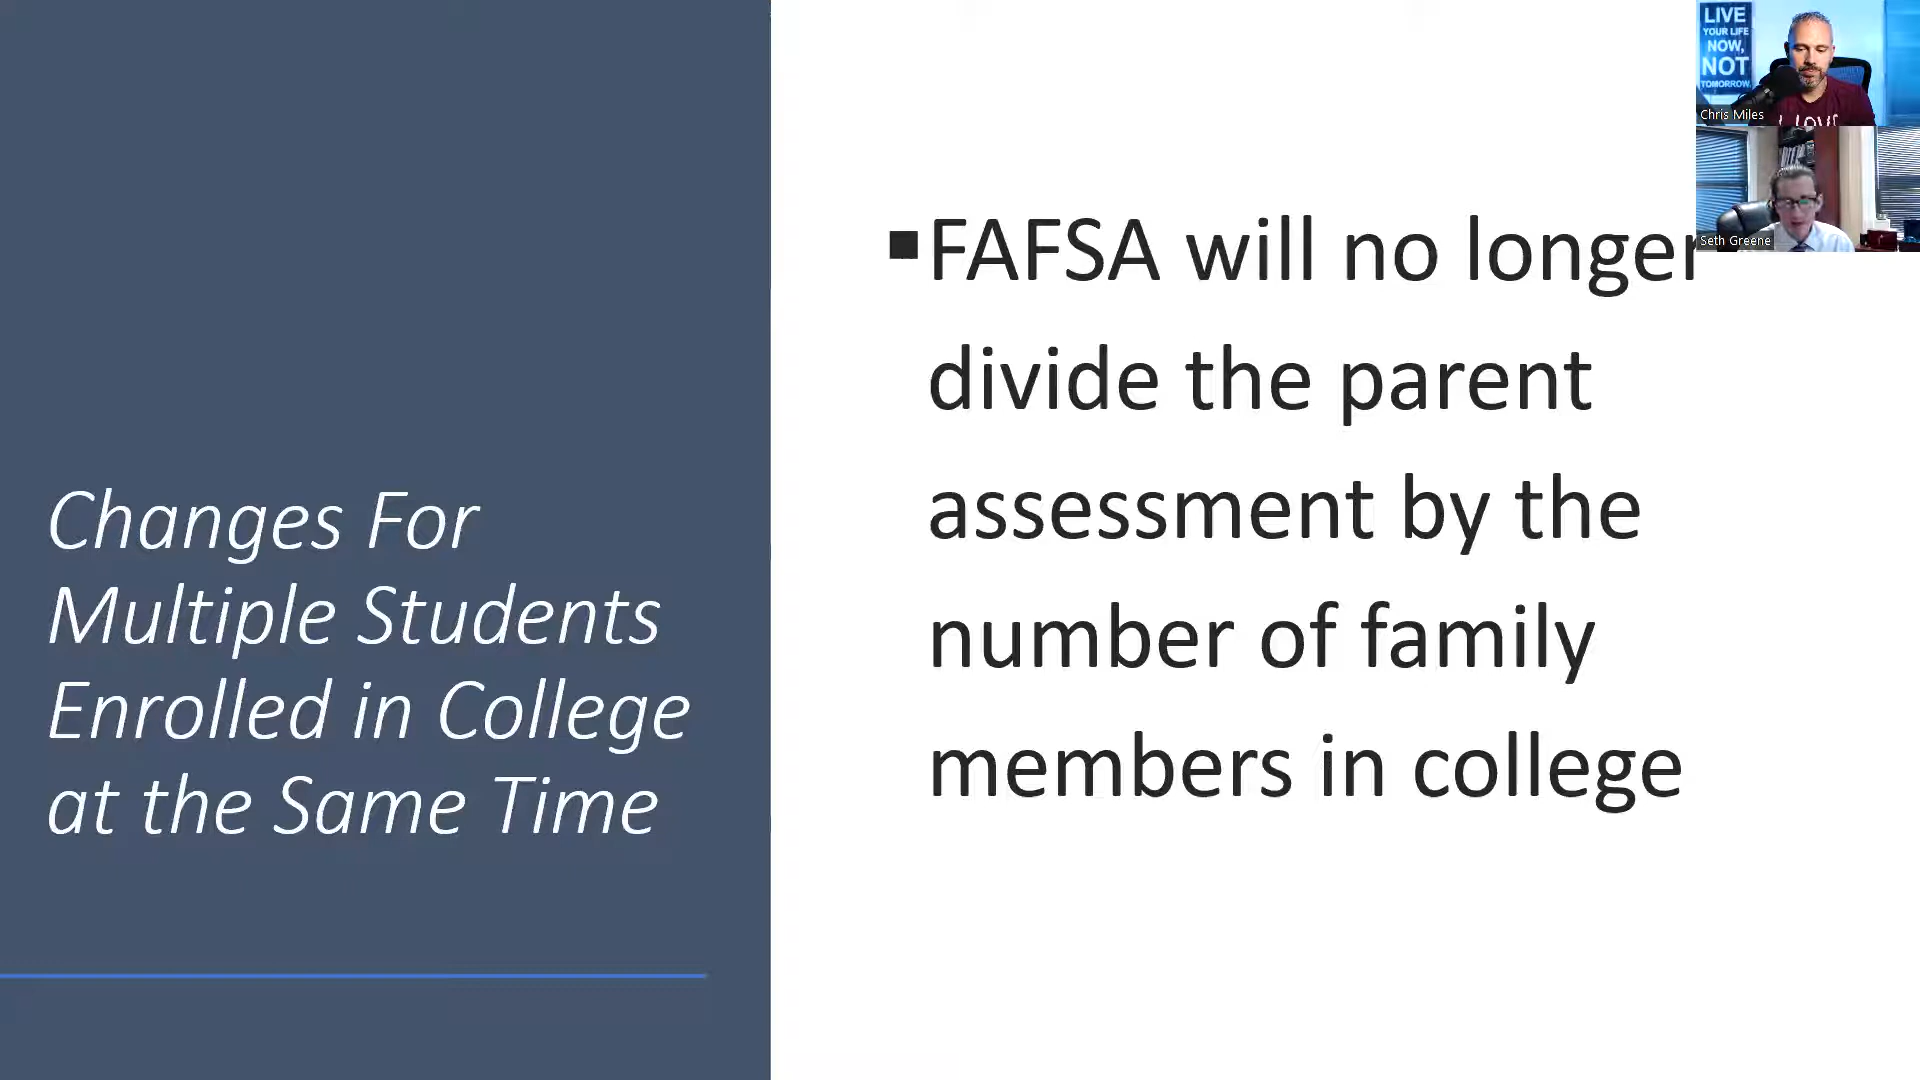 Changes For
Multiple Students
Enrolled in College
at the Same Time
▪FAFSA will no longer
divide the parent
assessment by the
number of family
members in college
LIVE
YOUR LIFE
NOW,
NOT
TOMORROW
Chris Miles
I LOVE
Seth Greene